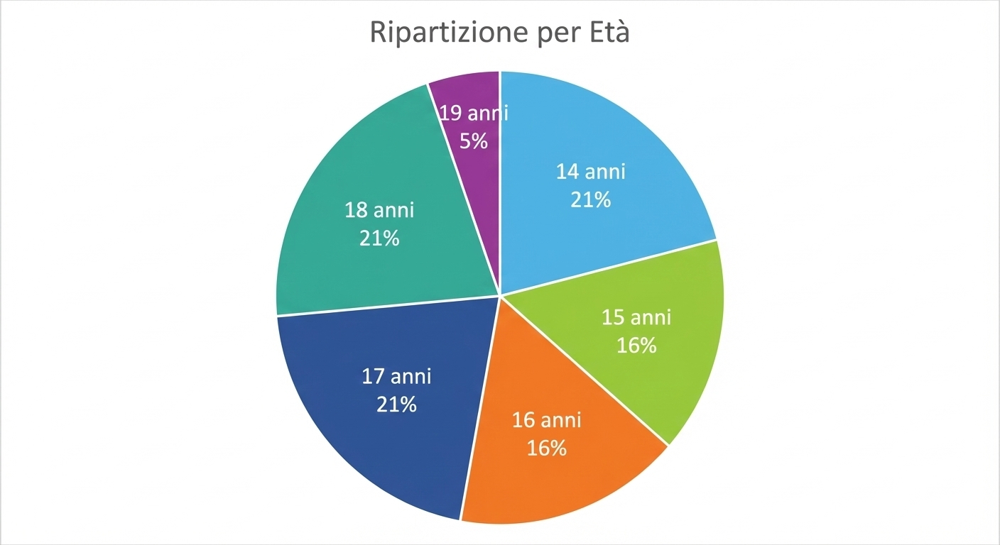 Ripartizione per Età
19 anni
5%
14 anni
21%
18 anni
21%
15 anni
16%
17 anni
21%
16 anni
16%